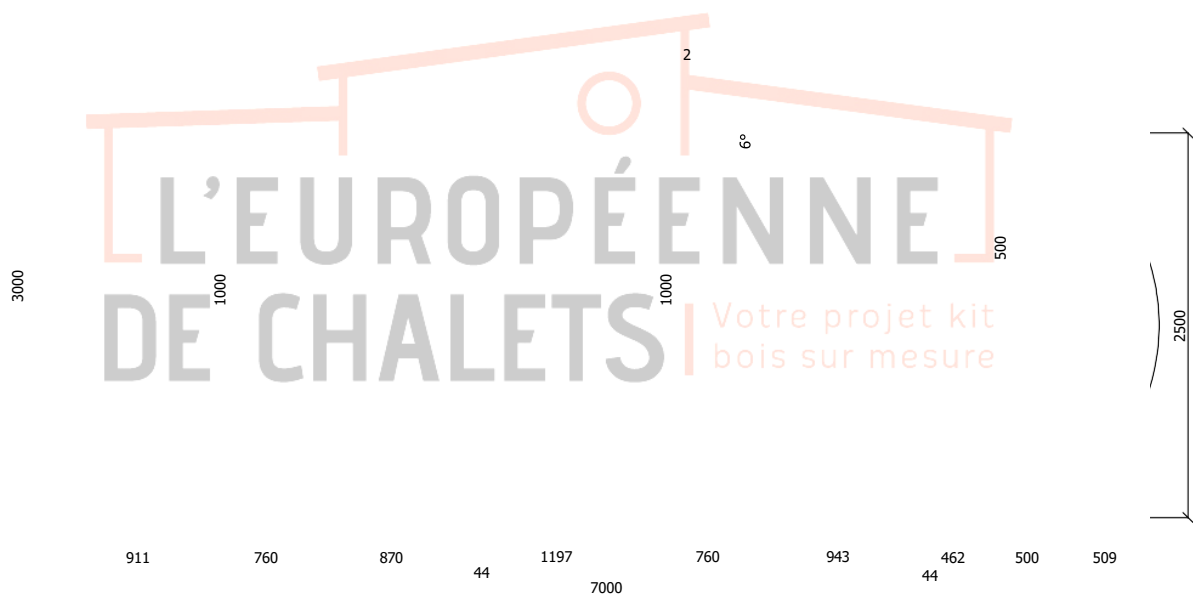 2
6°
L'EUROPÉENNE
500
3000
1000
1000
DE CHALETS
Votre projet kit
bois sur mesure
2500
911 760 870 1197 760 943 462 500 509
44 44
7000